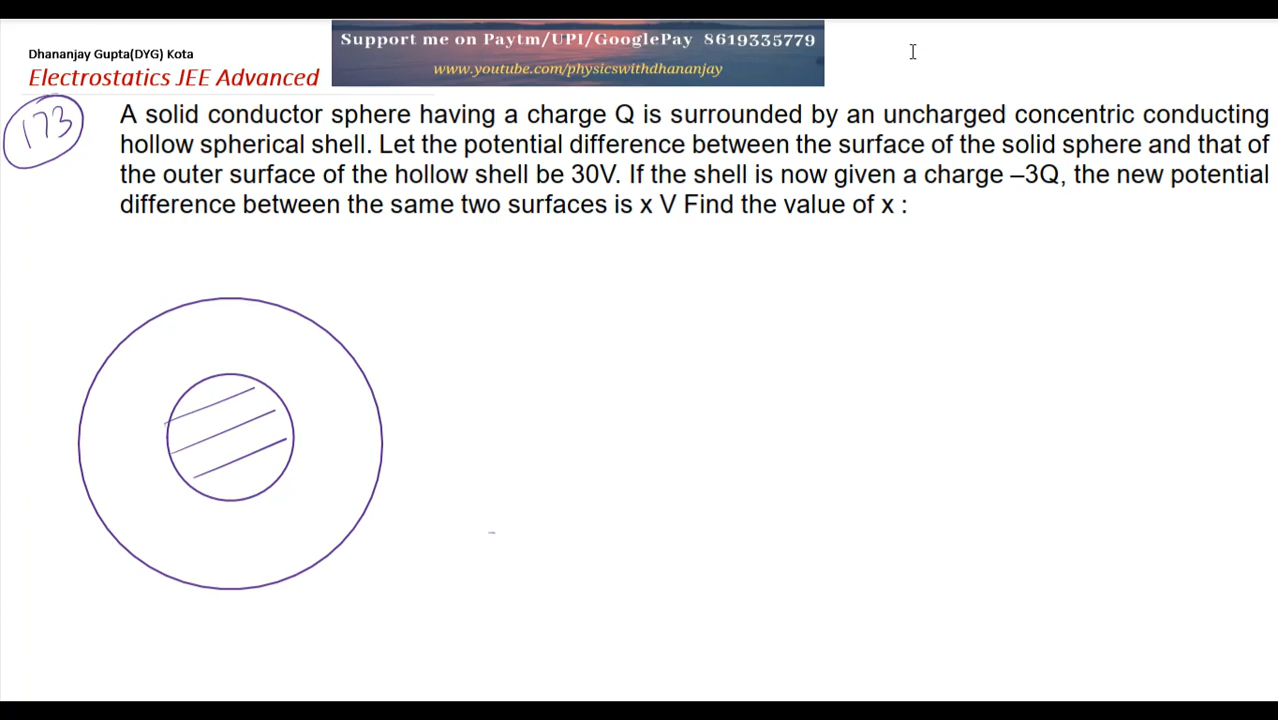 Support me on Paytm/UPI/GooglePay 8619335779
www.youtube.com/physicswithdhananjay
Dhananjay Gupta(DYG) Kota
Electrostatics JEE Advanced
173
A solid conductor sphere having a charge Q is surrounded by an uncharged concentric conducting
hollow spherical shell. Let the potential difference between the surface of the solid sphere and that of
the outer surface of the hollow shell be 30V. If the shell is now given a charge –3Q, the new potential
difference between the same two surfaces is x V Find the value of x :